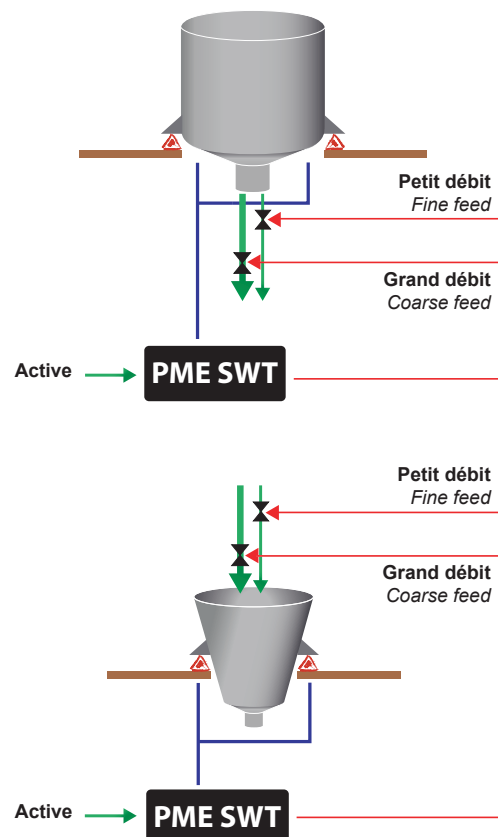 Petit débit
Fine feed
Grand débit
Coarse feed
Active
PME SWT
Petit débit
Fine feed
Grand débit
Coarse feed
Active
PME SWT